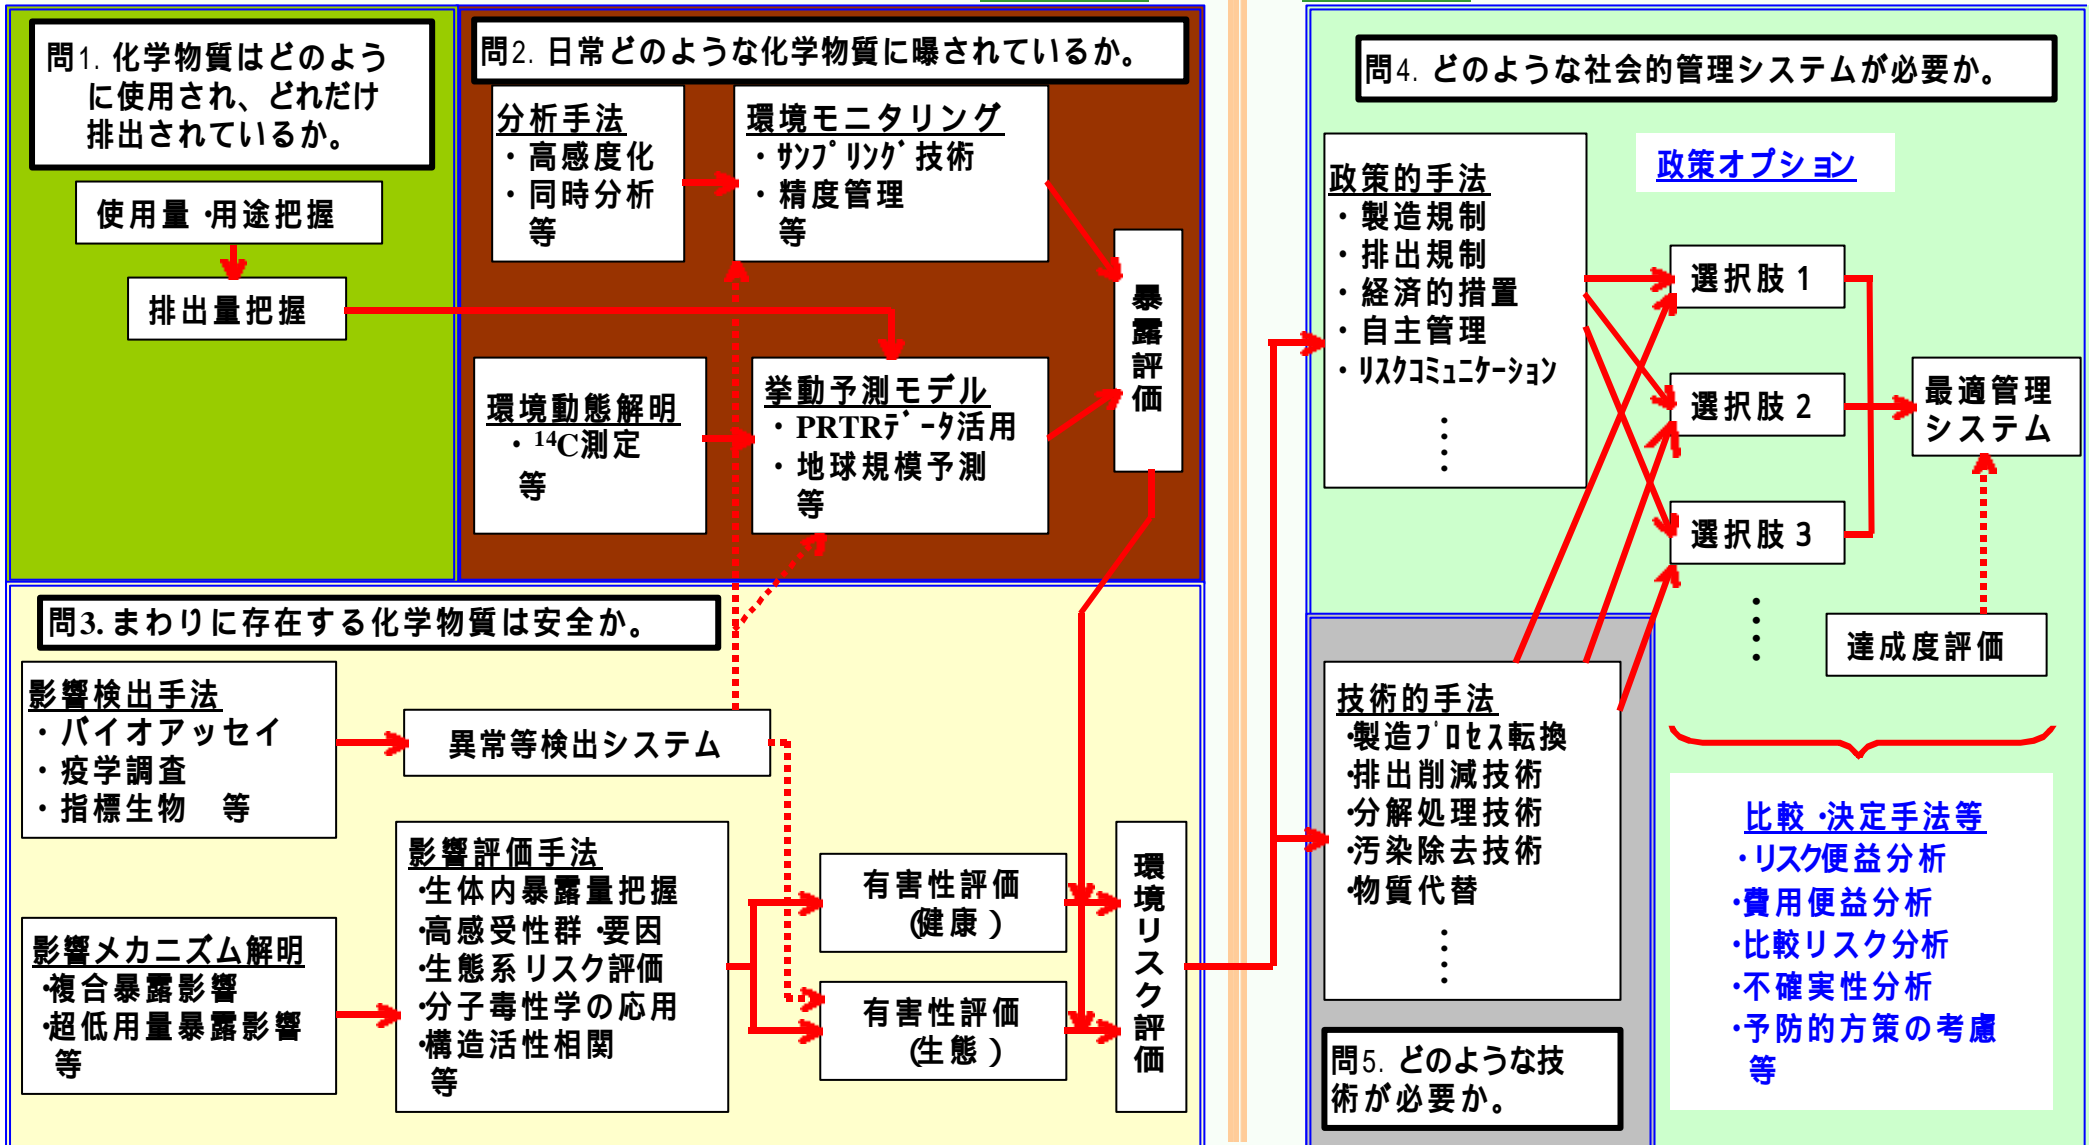 問1. 化学物質はどのよう
に使用され、どれだけ
排出されているか。
使用量・用途把握
排出量把握
問2. 日常どのような化学物質に曝されているか。
分析手法
・高感度化
・同時分析
等
環境モニタリング
・ｻﾝﾌﾟﾘﾝｸﾞ技術
・精度管理
等
環境動態解明
・14C測定
等
挙動予測モデル
・PRTRﾃﾞｰﾀ活用
・地球規模予測
等
暴露評価
問3. まわりに存在する化学物質は安全か。
影響検出手法
・バイオアッセイ
・疫学調査
・指標生物　等
異常等検出システム
影響メカニズム解明
・複合暴露影響
・超低用量暴露影響
等
影響評価手法
・生体内暴露量把握
・高感受性群・要因
・生態系リスク評価
・分子毒性学の応用
・構造活性相関
等
有害性評価
(健康)
有害性評価
(生態)
環境リスク評価
問4. どのような社会的管理システムが必要か。
政策的手法
・製造規制
・排出規制
・経済的措置
・自主管理
・ﾘｽｸｺﾐｭﾆｹｰｼｮﾝ
政策オプション
選択肢1
選択肢2
選択肢3
最適管理
システム
達成度評価
技術的手法
・製造ﾌﾟﾛｾｽ転換
・排出削減技術
・分解処理技術
・汚染除去技術
・物質代替
問5. どのような技
術が必要か。
比較・決定手法等
・リスク便益分析
・費用便益分析
・比較リスク分析
・不確実性分析
・予防的方策の考慮
等